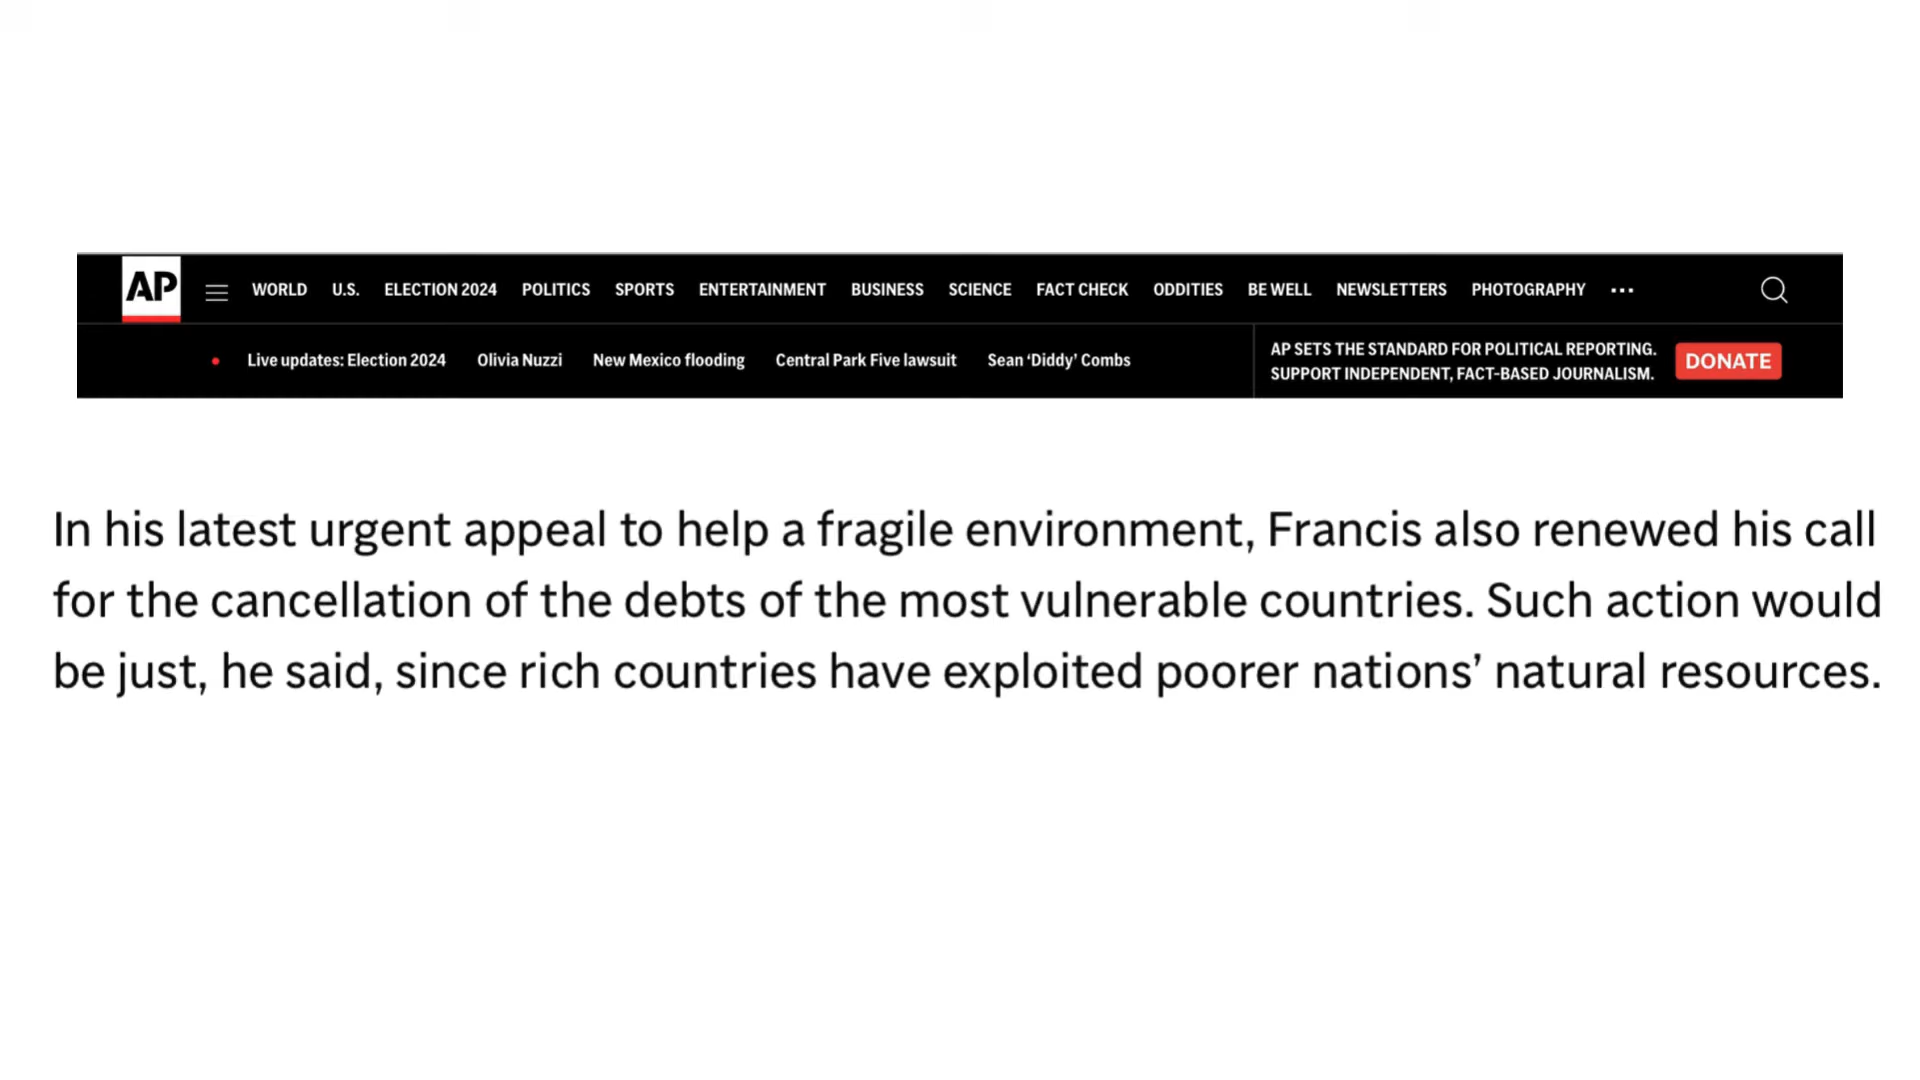 AP
WORLD U.S. ELECTION 2024 POLITICS SPORTS ENTERTAINMENT BUSINESS SCIENCE FACT CHECK ODDITIES BE WELL NEWSLETTERS PHOTOGRAPHY ...
Live updates: Election 2024 Olivia Nuzzi New Mexico flooding Central Park Five lawsuit Sean ‘Diddy’ Combs
AP SETS THE STANDARD FOR POLITICAL REPORTING.
SUPPORT INDEPENDENT, FACT-BASED JOURNALISM.
DONATE
In his latest urgent appeal to help a fragile environment, Francis also renewed his call
for the cancellation of the debts of the most vulnerable countries. Such action would
be just, he said, since rich countries have exploited poorer nations’ natural resources.